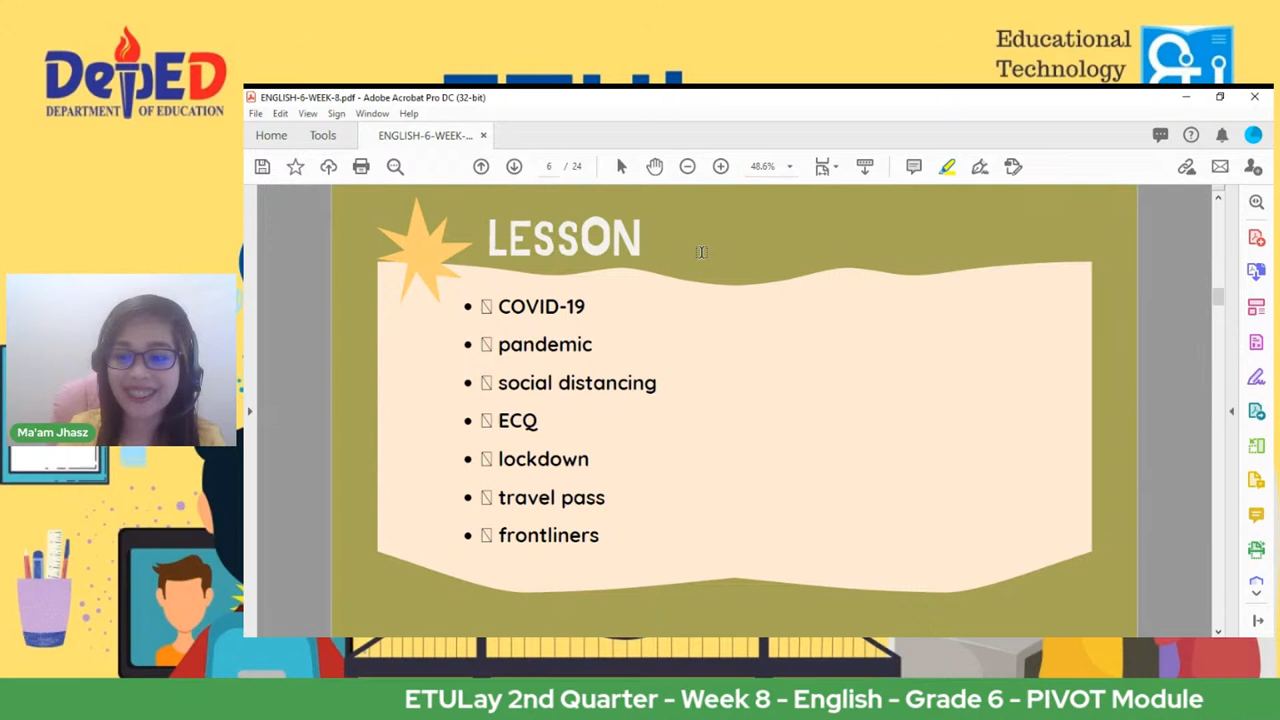 DepED
DEPARTMENT OF EDUCATION
Educational
Technology
ENGLISH-6-WEEK-8.pdf - Adobe Acrobat Pro DC (32-bit)
File Edit View Sign Window Help
Home Tools ENGLISH-6-WEEK-... ×
6 / 24 48.6%
LESSON
• COVID-19
• pandemic
• social distancing
• ECQ
• lockdown
• travel pass
• frontliners
Ma'am Jhasz
ETULay 2nd Quarter - Week 8 - English - Grade 6 - PIVOT Module